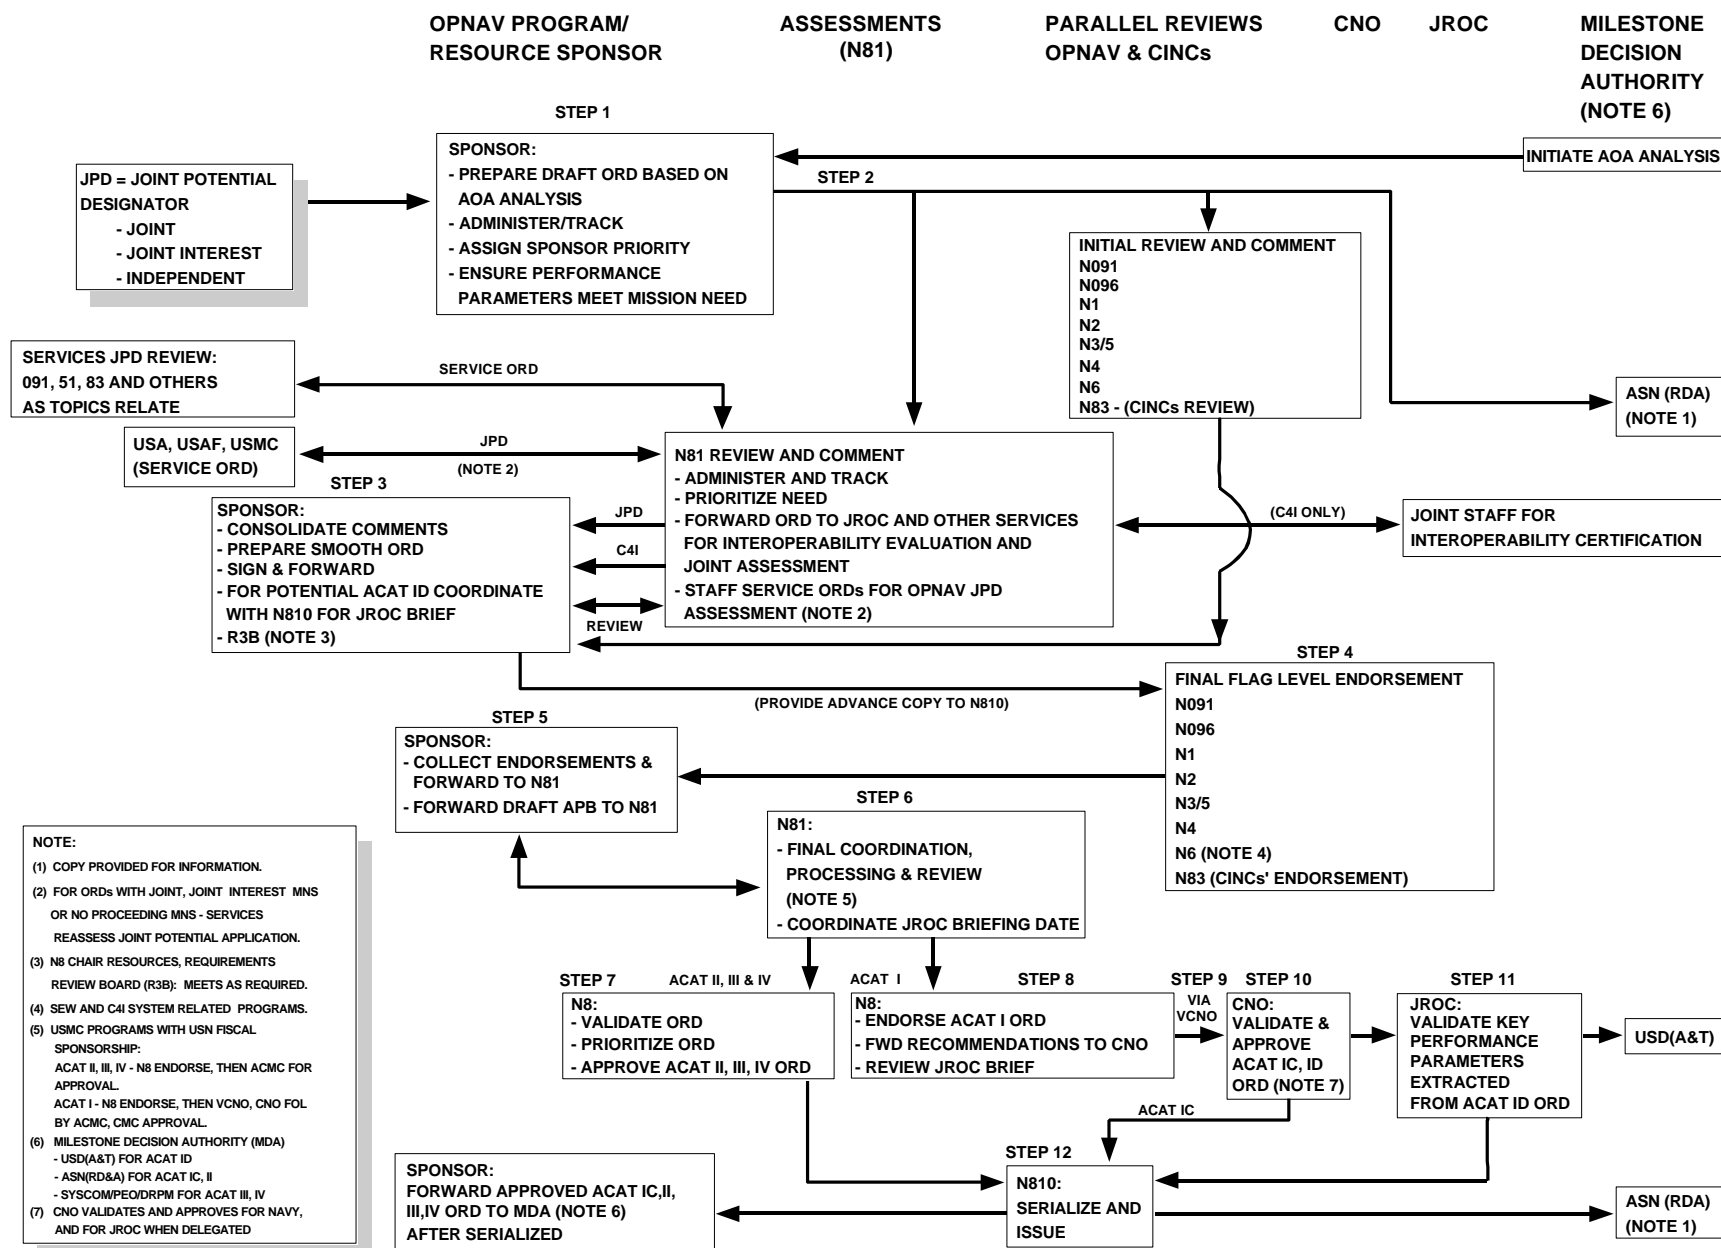 OPNAV PROGRAM/
RESOURCE SPONSOR
ASSESSMENTS
(N81)
PARALLEL REVIEWS
OPNAV & CINCs
CNO
JROC
MILESTONE
DECISION
AUTHORITY
(NOTE 6)
STEP 1
SPONSOR:
- PREPARE DRAFT ORD BASED ON
AOA ANALYSIS
- ADMINISTER/TRACK
- ASSIGN SPONSOR PRIORITY
- ENSURE PERFORMANCE
PARAMETERS MEET MISSION NEED
INITIATE AOA ANALYSIS
JPD = JOINT POTENTIAL
DESIGNATOR
- JOINT
- JOINT INTEREST
- INDEPENDENT
STEP 2
INITIAL REVIEW AND COMMENT
N091
N096
N1
N2
N3/5
N4
N6
N83 - (CINCs REVIEW)
ASN (RDA)
(NOTE 1)
SERVICES JPD REVIEW:
091, 51, 83 AND OTHERS
AS TOPICS RELATE
SERVICE ORD
USA, USAF, USMC
(SERVICE ORD)
JPD
(NOTE 2)
N81 REVIEW AND COMMENT
- ADMINISTER AND TRACK
- PRIORITIZE NEED
- FORWARD ORD TO JROC AND OTHER SERVICES
FOR INTEROPERABILITY EVALUATION AND
JOINT ASSESSMENT
- STAFF SERVICE ORDs FOR OPNAV JPD
ASSESSMENT (NOTE 2)
(C4I ONLY)
JOINT STAFF FOR
INTEROPERABILITY CERTIFICATION
STEP 3
SPONSOR:
- CONSOLIDATE COMMENTS
- PREPARE SMOOTH ORD
- SIGN & FORWARD
- FOR POTENTIAL ACAT ID COORDINATE
WITH N810 FOR JROC BRIEF
- R3B (NOTE 3)
JPD
C4I
REVIEW
(PROVIDE ADVANCE COPY TO N810)
STEP 4
FINAL FLAG LEVEL ENDORSEMENT
N091
N096
N1
N2
N3/5
N4
N6 (NOTE 4)
N83 (CINCs' ENDORSEMENT)
STEP 5
SPONSOR:
- COLLECT ENDORSEMENTS &
FORWARD TO N81
- FORWARD DRAFT APB TO N81
STEP 6
N81:
- FINAL COORDINATION,
PROCESSING & REVIEW
(NOTE 5)
- COORDINATE JROC BRIEFING DATE
NOTE:
(1) COPY PROVIDED FOR INFORMATION.
(2) FOR ORDs WITH JOINT, JOINT INTEREST MNS
OR NO PROCEEDING MNS - SERVICES
REASSESS JOINT POTENTIAL APPLICATION.
(3) N8 CHAIR RESOURCES, REQUIREMENTS
REVIEW BOARD (R3B): MEETS AS REQUIRED.
(4) SEW AND C4I SYSTEM RELATED PROGRAMS.
(5) USMC PROGRAMS WITH USN FISCAL
SPONSORSHIP:
ACAT II, III, IV - N8 ENDORSE, THEN ACMC FOR
APPROVAL.
ACAT I - N8 ENDORSE, THEN VCNO, CNO FOL
BY ACMC, CMC APPROVAL.
(6) MILESTONE DECISION AUTHORITY (MDA)
- USD(A&T) FOR ACAT ID
- ASN(RD&A) FOR ACAT IC, II
- SYSCOM/PEO/DRPM FOR ACAT III, IV
(7) CNO VALIDATES AND APPROVES FOR NAVY,
AND FOR JROC WHEN DELEGATED
STEP 7
ACAT II, III & IV
N8:
- VALIDATE ORD
- PRIORITIZE ORD
- APPROVE ACAT II, III, IV ORD
ACAT I
STEP 8
N8:
- ENDORSE ACAT I ORD
- FWD RECOMMENDATIONS TO CNO
- REVIEW JROC BRIEF
STEP 9
VIA
VCNO
STEP 10
CNO:
VALIDATE &
APPROVE
ACAT IC, ID
ORD (NOTE 7)
STEP 11
JROC:
VALIDATE KEY
PERFORMANCE
PARAMETERS
EXTRACTED
FROM ACAT ID ORD
USD(A&T)
ACAT IC
STEP 12
N810:
SERIALIZE AND
ISSUE
SPONSOR:
FORWARD APPROVED ACAT IC,II,
III,IV ORD TO MDA (NOTE 6)
AFTER SERIALIZED
ASN (RDA)
(NOTE 1)